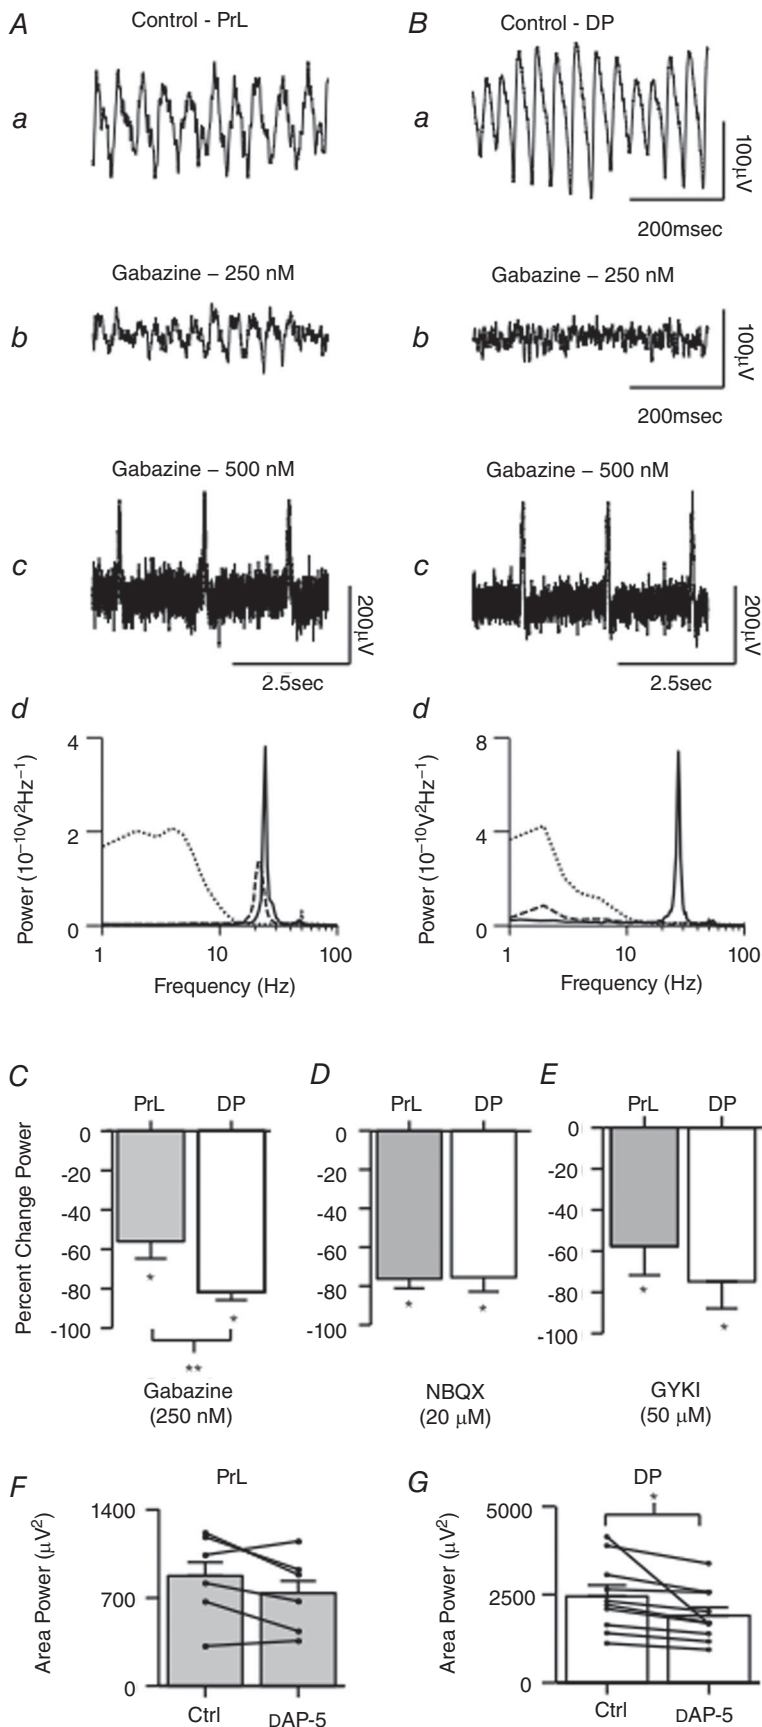 A
Control - PrL
B
Control - DP
a
a
100μV
200msec
Gabazine – 250 nM
Gabazine – 250 nM
b
b
100μV
200msec
Gabazine – 500 nM
Gabazine – 500 nM
c
c
200μV
200μV
2.5sec
2.5sec
d
d
Power (10⁻¹⁰V²Hz⁻¹)
4
2
0
1
10
100
Frequency (Hz)
Power (10⁻¹⁰V²Hz⁻¹)
8
4
0
1
10
100
Frequency (Hz)
C
D
E
PrL
DP
PrL
DP
PrL
DP
Percent Change Power
0
-20
-40
-60
-80
-100
*
*
**
Gabazine
(250 nM)
0
-20
-40
-60
-80
-100
*
*
NBQX
(20 μM)
0
-20
-40
-60
-80
-100
*
*
GYKI
(50 μM)
F
PrL
Area Power (μV²)
1400
700
0
Ctrl
DAP-5
G
DP
*
Area Power (μV²)
5000
2500
0
Ctrl
DAP-5